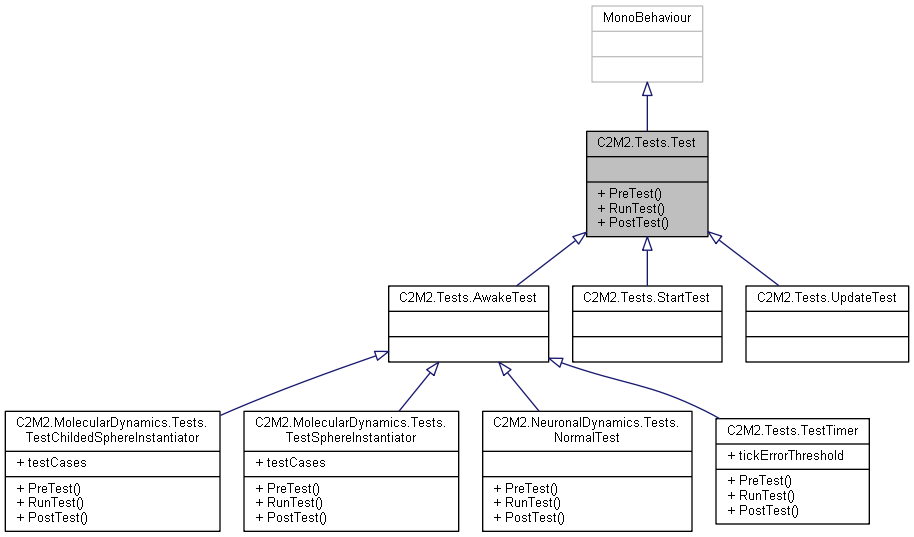 MonoBehaviour
C2M2.Tests.Test
+ PreTest()
+ RunTest()
+ PostTest()
C2M2.Tests.AwakeTest
C2M2.Tests.StartTest
C2M2.Tests.UpdateTest
C2M2.MolecularDynamics.Tests.
TestChildedSphereInstantiator
+ testCases
+ PreTest()
+ RunTest()
+ PostTest()
C2M2.MolecularDynamics.Tests.
TestSphereInstantiator
+ testCases
+ PreTest()
+ RunTest()
+ PostTest()
C2M2.NeuronalDynamics.Tests.
NormalTest
+ PreTest()
+ RunTest()
+ PostTest()
C2M2.Tests.TestTimer
+ tickErrorThreshold
+ PreTest()
+ RunTest()
+ PostTest()